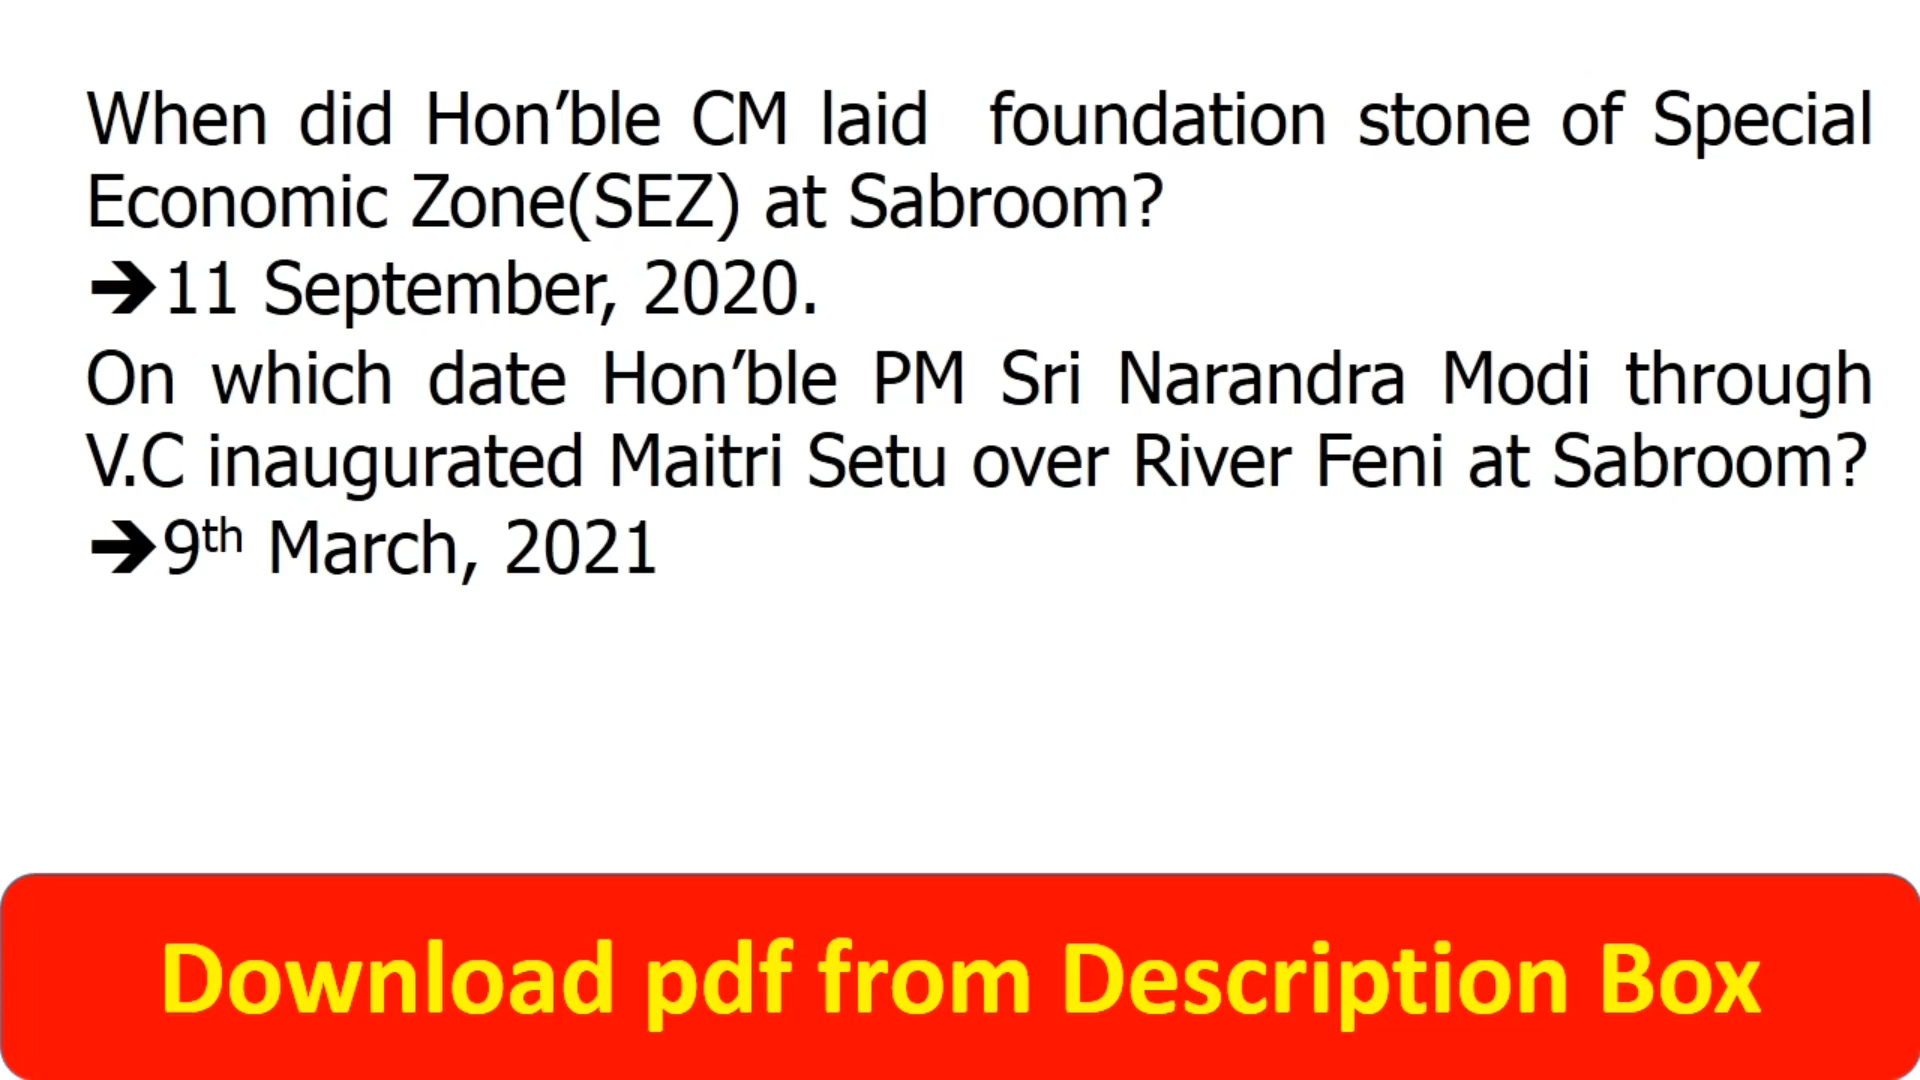 When did Hon’ble CM laid  foundation stone of Special
Economic Zone(SEZ) at Sabroom?
➔11 September, 2020.
On which date Hon’ble PM Sri Narandra Modi through
V.C inaugurated Maitri Setu over River Feni at Sabroom?
➔9th March, 2021
Download pdf from Description Box